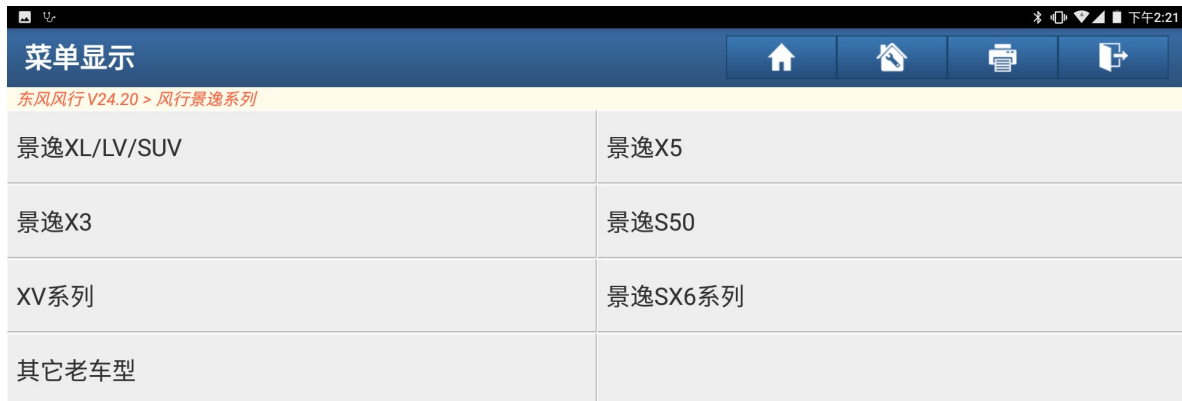 下午2:21
菜单显示
东风风行 V24.20 > 风行景逸系列
景逸XL/LV/SUV
景逸X5
景逸X3
景逸S50
XV系列
景逸SX6系列
其它老车型